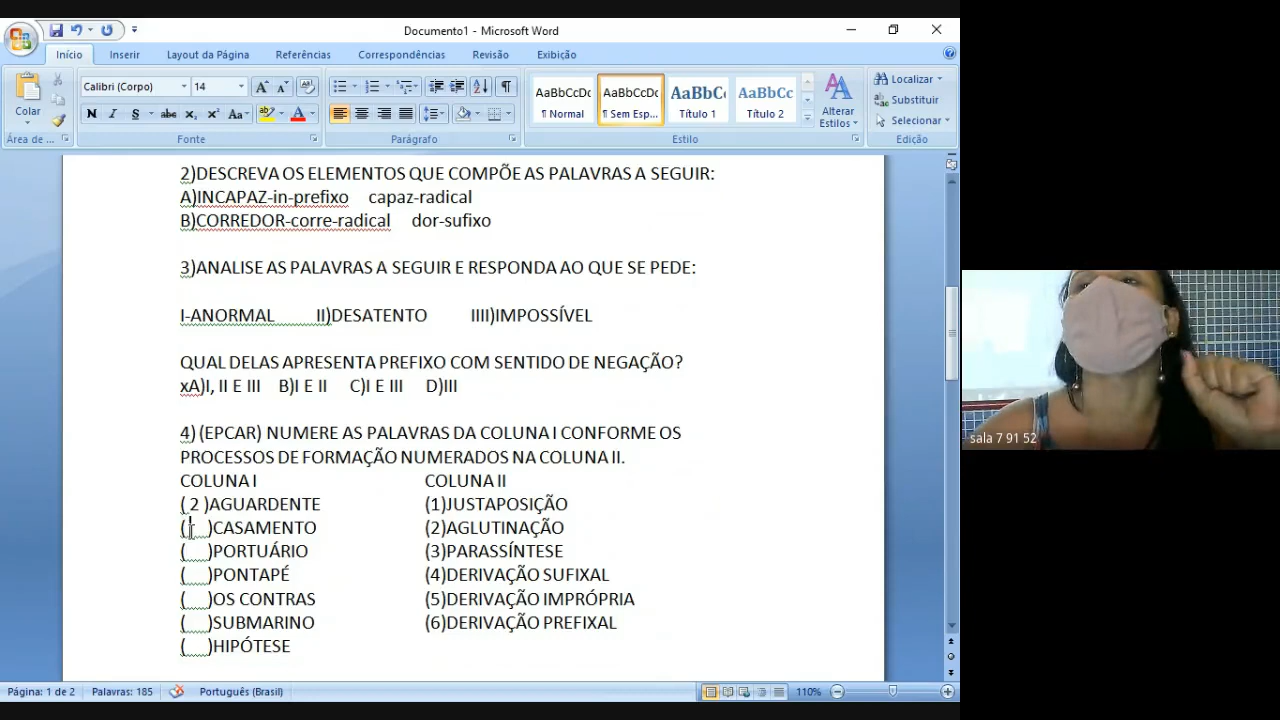 Documento1 - Microsoft Word
Início Inserir Layout da Página Referências Correspondências Revisão Exibição
Colar
Calibri (Corpo) 14
N I S abc x₂ x² Aa
AaBbCcDc AaBbCcDc AaBbC AaBbCc
¶ Normal ¶ Sem Esp... Título 1 Título 2
Alterar Estilos
Localizar
Substituir
Selecionar
Área de... Fonte Parágrafo Estilo Edição
2)DESCREVA OS ELEMENTOS QUE COMPÕE AS PALAVRAS A SEGUIR:
A)INCAPAZ-in-prefixo capaz-radical
B)CORREDOR-corre-radical dor-sufixo
3)ANALISE AS PALAVRAS A SEGUIR E RESPONDA AO QUE SE PEDE:
I-ANORMAL II)DESATENTO IIII)IMPOSSÍVEL
QUAL DELAS APRESENTA PREFIXO COM SENTIDO DE NEGAÇÃO?
xA)I, II E III B)I E II C)I E III D)III
4) (EPCAR) NUMERE AS PALAVRAS DA COLUNA I CONFORME OS
PROCESSOS DE FORMAÇÃO NUMERADOS NA COLUNA II.
COLUNA I COLUNA II
( 2 )AGUARDENTE (1)JUSTAPOSIÇÃO
( )CASAMENTO (2)AGLUTINAÇÃO
( )PORTUÁRIO (3)PARASSÍNTESE
( )PONTAPÉ (4)DERIVAÇÃO SUFIXAL
( )OS CONTRAS (5)DERIVAÇÃO IMPRÓPRIA
( )SUBMARINO (6)DERIVAÇÃO PREFIXAL
( )HIPÓTESE
sala 7 91 52
Página: 1 de 2 Palavras: 185 Português (Brasil) 110%